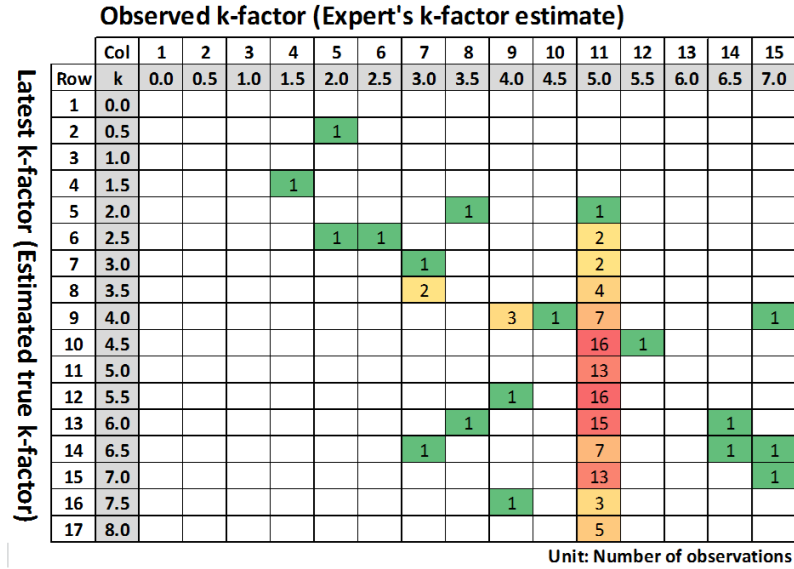 Observed k-factor (Expert's k-factor estimate)
Latest k-factor (Estimated true k-factor)
Col 1 2 3 4 5 6 7 8 9 10 11 12 13 14 15
Row k 0.0 0.5 1.0 1.5 2.0 2.5 3.0 3.5 4.0 4.5 5.0 5.5 6.0 6.5 7.0
1 0.0
2 0.5 1
3 1.0
4 1.5 1
5 2.0 1 1
6 2.5 1 1 2
7 3.0 1 2
8 3.5 2 4
9 4.0 3 1 7 1
10 4.5 16 1
11 5.0 13
12 5.5 1 16
13 6.0 1 15 1
14 6.5 1 7 1 1
15 7.0 13 1
16 7.5 1 3
17 8.0 5
Unit: Number of observations